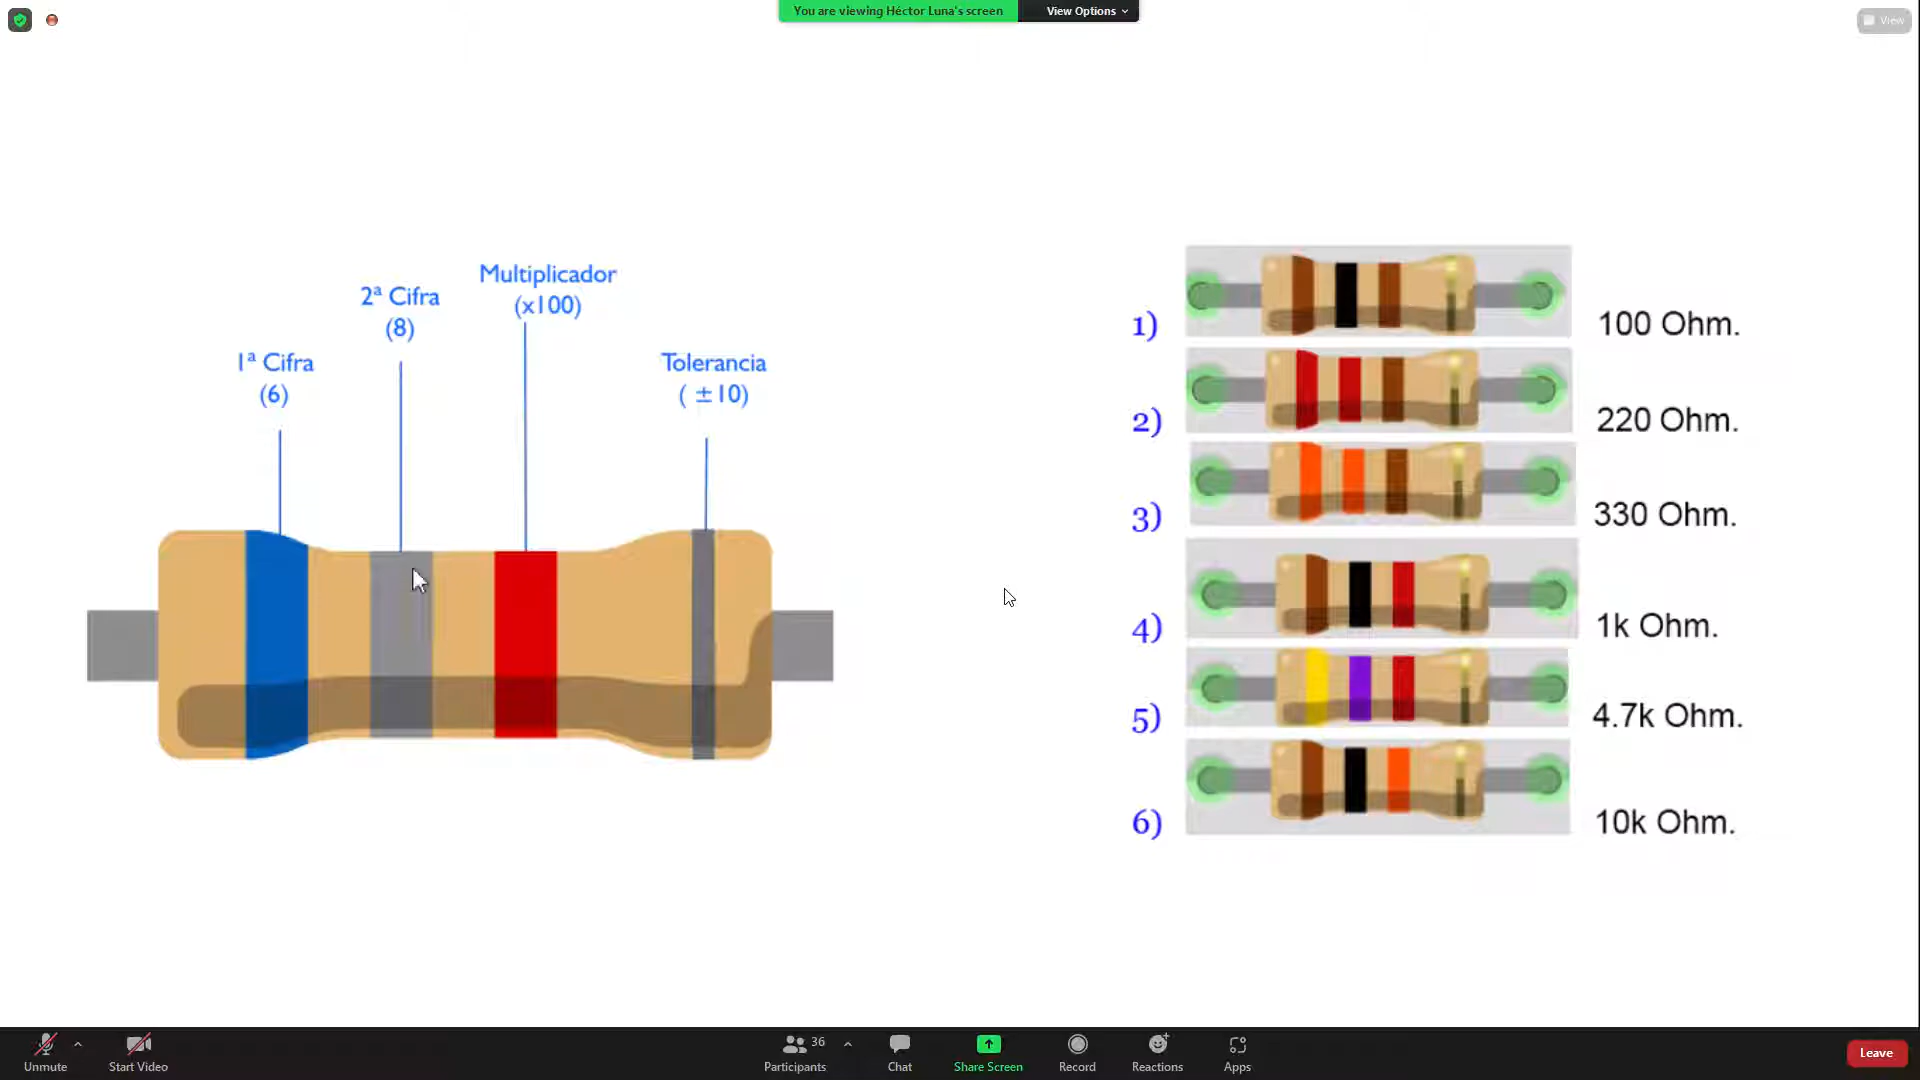 You are viewing Héctor Luna's screen
View Options
View
Multiplicador
(x100)
2ª Cifra
(8)
1ª Cifra
(6)
Tolerancia
( ±10)
1)
100 Ohm.
2)
220 Ohm.
3)
330 Ohm.
4)
1k Ohm.
5)
4.7k Ohm.
6)
10k Ohm.
Unmute
Start Video
36
Participants
Chat
Share Screen
Record
Reactions
Apps
Leave